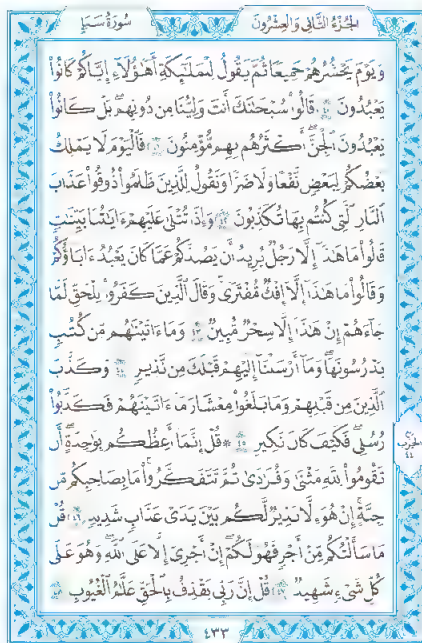 الجزء الثاني والعشرون
سورة سبإ
وَيَوْمَ يَحْشُرُهُمْ جَمِيعًا ثُمَّ يَقُولُ لِلْمَلَٰٓئِكَةِ أَهَٰٓؤُلَآءِ إِيَّاكُمْ كَانُوا۟
يَعْبُدُونَ ٤٠ قَالُوا۟ سُبْحَٰنَكَ أَنتَ وَلِيُّنَا مِن دُونِهِم ۖ بَلْ كَانُوا۟
يَعْبُدُونَ ٱلْجِنَّ ۖ أَكْثَرُهُم بِهِم مُّؤْمِنُونَ ٤١ فَٱلْيَوْمَ لَا يَمْلِكُ
بَعْضُكُمْ لِبَعْضٍ نَّفْعًا وَلَا ضَرًّا وَنَقُولُ لِلَّذِينَ ظَلَمُوا۟ ذُوقُوا۟ عَذَابَ
ٱلنَّارِ ٱلَّتِى كُنتُم بِهَا تُكَذِّبُونَ ٤٢ وَإِذَا تُتْلَىٰ عَلَيْهِمْ ءَايَٰتُنَا بَيِّنَٰتٍ
قَالُوا۟ مَا هَٰذَآ إِلَّا رَجُلٌ يُرِيدُ أَن يَصُدَّكُمْ عَمَّا كَانَ يَعْبُدُ ءَابَآؤُكُمْ
وَقَالُوا۟ مَا هَٰذَآ إِلَّآ إِفْكٌ مُّفْتَرًى ۚ وَقَالَ ٱلَّذِينَ كَفَرُوا۟ لِلْحَقِّ لَمَّا
جَآءَهُمْ إِنْ هَٰذَآ إِلَّا سِحْرٌ مُّبِينٌ ٤٣ وَمَآ ءَاتَيْنَٰهُم مِّن كُتُبٍ
يَدْرُسُونَهَا ۖ وَمَآ أَرْسَلْنَآ إِلَيْهِمْ قَبْلَكَ مِن نَّذِيرٍ ٤٤ وَكَذَّبَ
ٱلَّذِينَ مِن قَبْلِهِمْ وَمَا بَلَغُوا۟ مِعْشَارَ مَآ ءَاتَيْنَٰهُمْ فَكَذَّبُوا۟
رُسُلِى ۖ فَكَيْفَ كَانَ نَكِيرِ ٤٥ ۞ قُلْ إِنَّمَآ أَعِظُكُم بِوَٰحِدَةٍ ۖ أَن
تَقُومُوا۟ لِلَّهِ مَثْنَىٰ وَفُرَٰدَىٰ ثُمَّ تَتَفَكَّرُوا۟ ۚ مَا بِصَاحِبِكُم مِّن
جِنَّةٍ ۚ إِنْ هُوَ إِلَّا نَذِيرٌ لَّكُم بَيْنَ يَدَىْ عَذَابٍ شَدِيدٍ ٤٦ قُلْ
مَا سَأَلْتُكُم مِّنْ أَجْرٍ فَهُوَ لَكُمْ ۖ إِنْ أَجْرِىَ إِلَّا عَلَى ٱللَّهِ ۖ وَهُوَ عَلَىٰ
كُلِّ شَىْءٍ شَهِيدٌ ٤٧ قُلْ إِنَّ رَبِّى يَقْذِفُ بِٱلْحَقِّ عَلَّٰمُ ٱلْغُيُوبِ ٤٨
الحزب
٤٤
٤٣٣